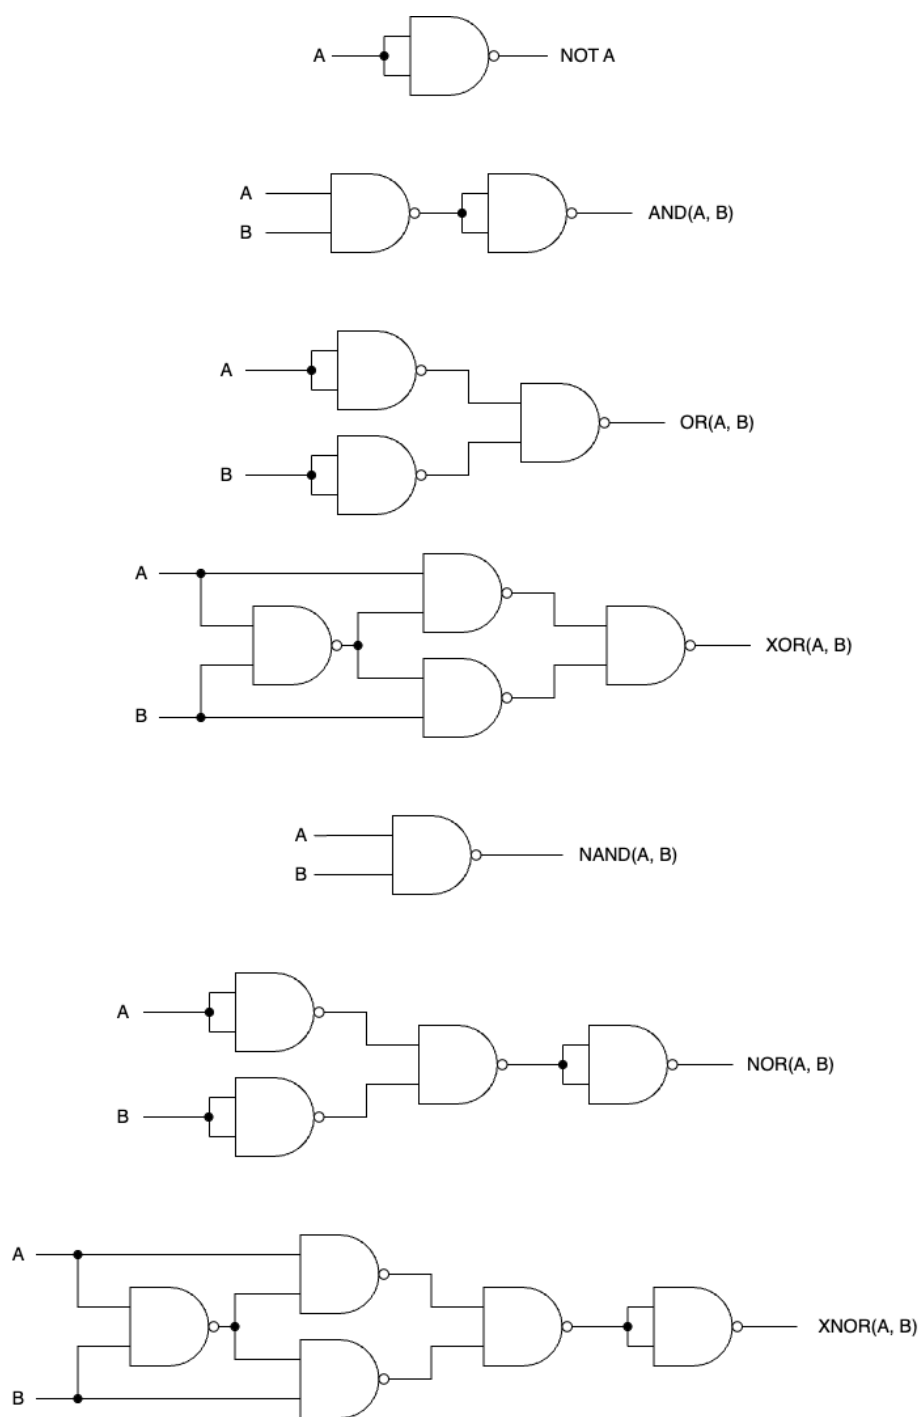 A
NOT A
A
B
AND(A, B)
A
B
OR(A, B)
A
B
XOR(A, B)
A
B
NAND(A, B)
A
B
NOR(A, B)
A
B
XNOR(A, B)